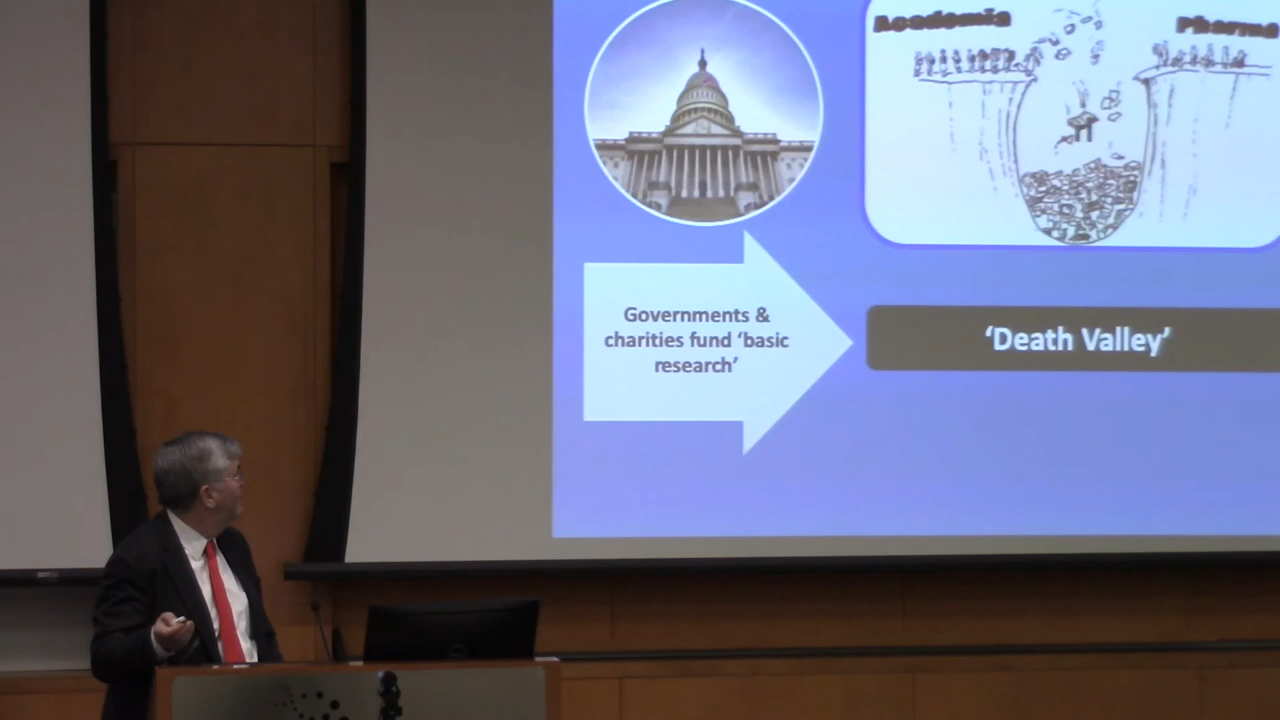 Academia
Pharma
Governments &
charities fund ‘basic
research’
‘Death Valley’